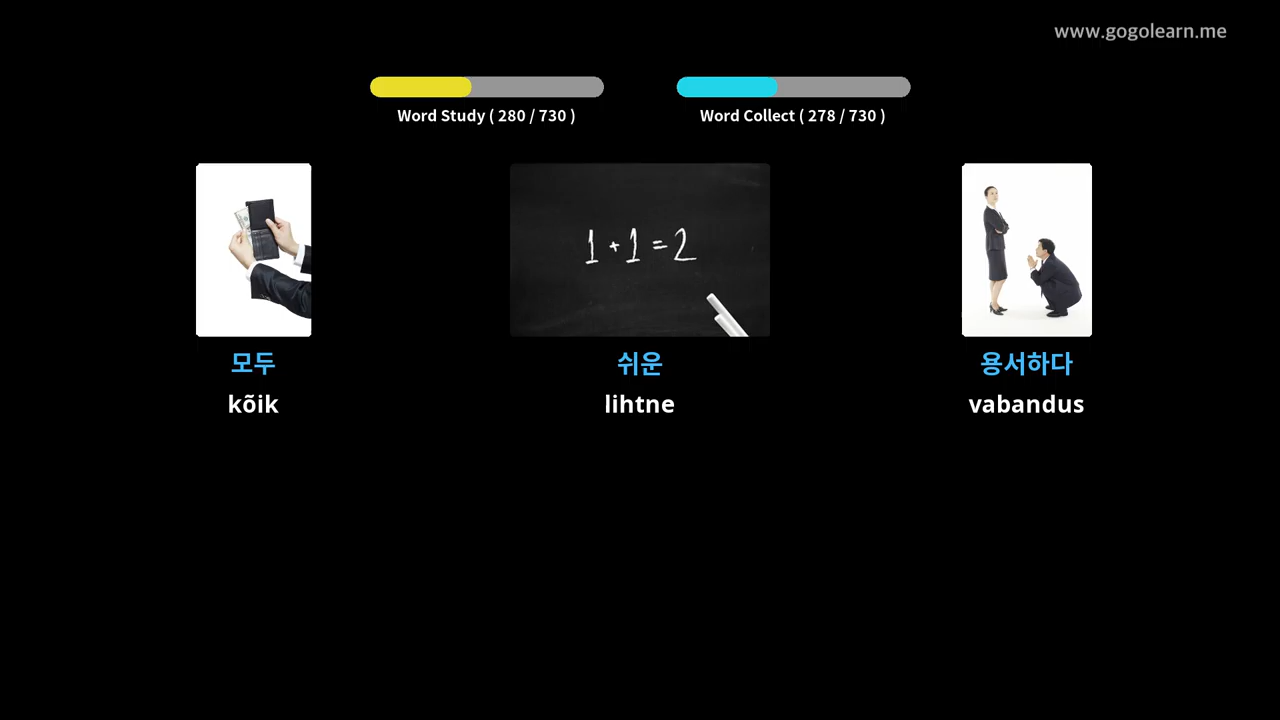 www.gogolearn.me
Word Study ( 280 / 730 )
Word Collect ( 278 / 730 )
1 + 1 = 2
모두
쉬운
용서하다
kõik
lihtne
vabandus